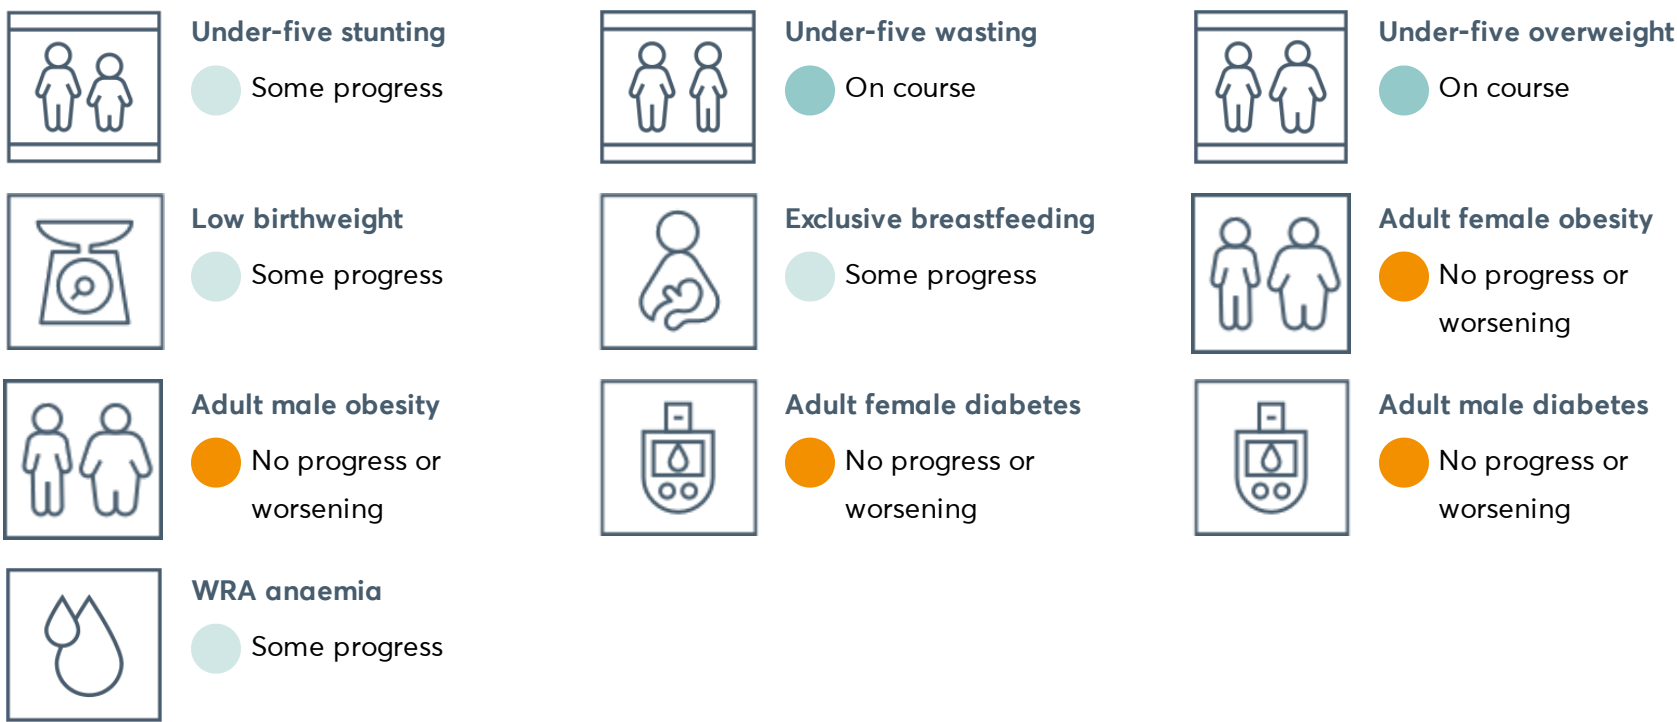 Under-five stunting
Some progress
Under-five wasting
On course
Under-five overweight
On course
Low birthweight
Some progress
Exclusive breastfeeding
Some progress
Adult female obesity
No progress or
worsening
Adult male obesity
No progress or
worsening
Adult female diabetes
No progress or
worsening
Adult male diabetes
No progress or
worsening
WRA anaemia
Some progress